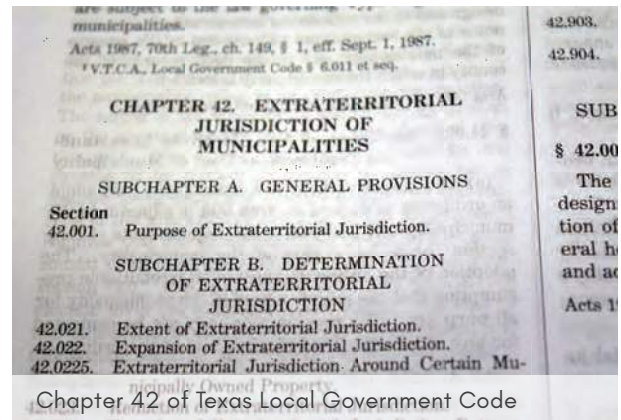 are subject to the law governing
municipalities.
Acts 1987, 70th Leg., ch. 149, § 1, eff. Sept. 1, 1987.
V.T.C.A., Local Government Code § 6.011 et seq.
CHAPTER 42. EXTRATERRITORIAL
JURISDICTION OF
MUNICIPALITIES
SUBCHAPTER A. GENERAL PROVISIONS
Section
42.001. Purpose of Extraterritorial Jurisdiction.
SUBCHAPTER B. DETERMINATION
OF EXTRATERRITORIAL
JURISDICTION
42.021. Extent of Extraterritorial Jurisdiction.
42.022. Expansion of Extraterritorial Jurisdiction.
42.0225. Extraterritorial Jurisdiction Around Certain Mu-
nicipally Owned Property.
42.903.
42.904.
SUB
§ 42.00
The
design
tion of
eral h
and ac
Acts 1
Chapter 42 of Texas Local Government Code